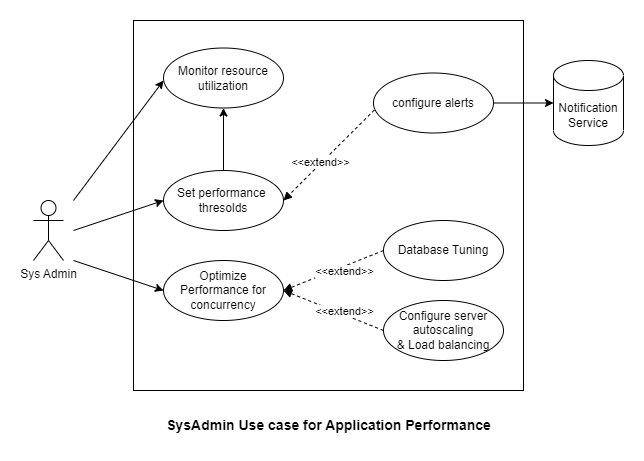 Monitor resource
utilization
configure alerts
Notification
Service
<<extend>>
Set performance
thresolds
Sys Admin
Database Tuning
<<extend>>
Optimize
Performance for
concurrency
<<extend>>
Configure server
autoscaling
& Load balancing
SysAdmin Use case for Application Performance